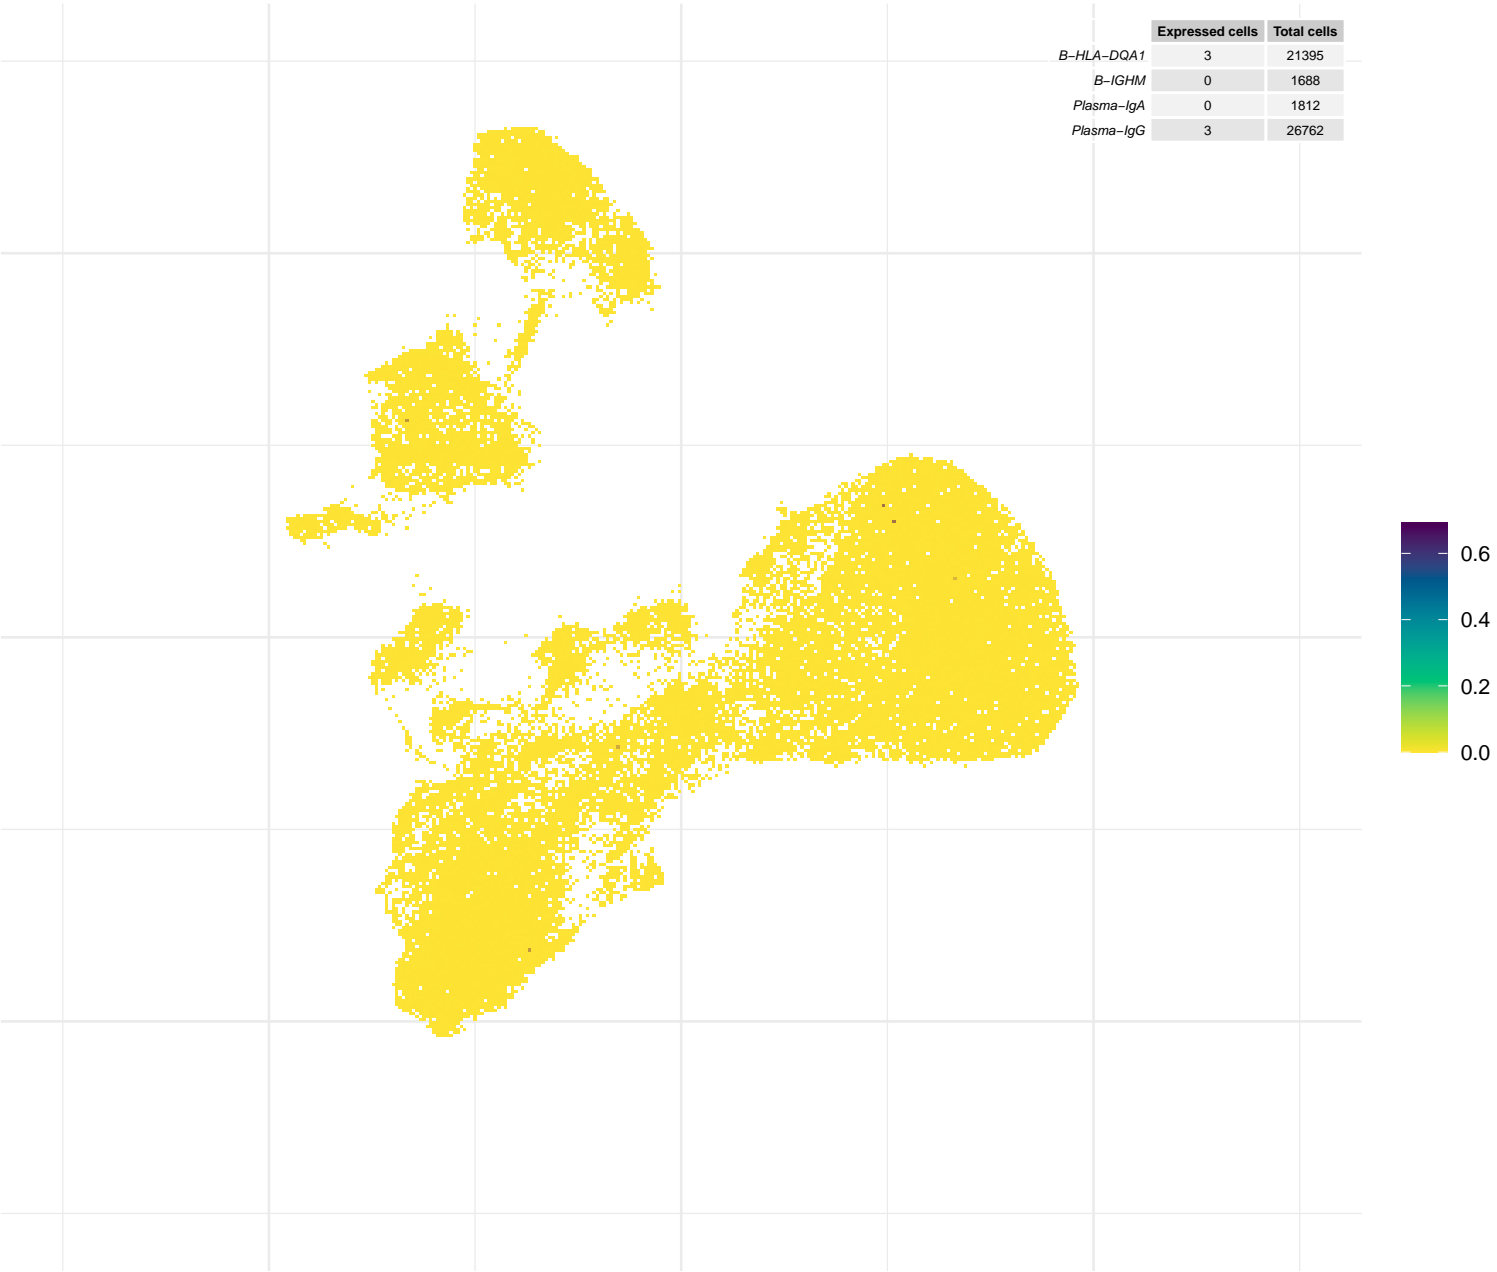 Expressed cells Total cells
B−HLA−DQA1 3 21395
B−IGHM 0 1688
Plasma−IgA 0 1812
Plasma−IgG 3 26762
0.6
0.4
0.2
0.0